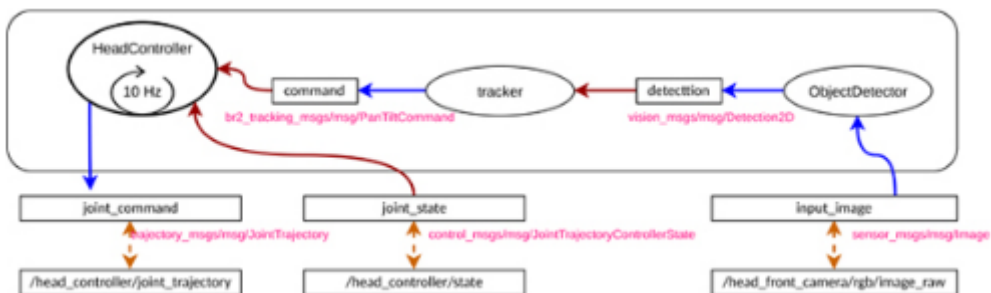 HeadController
10 Hz
command
tracker
detecttion
ObjectDetector
br2_tracking_msgs/msg/PanTiltCommand
vision_msgs/msg/Detection2D
joint_command
joint_state
input_image
trajectory_msgs/msg/JointTrajectory
control_msgs/msg/JointTrajectoryControllerState
sensor_msgs/msg/Image
/head_controller/joint_trajectory
/head_controller/state
/head_front_camera/rgb/image_raw